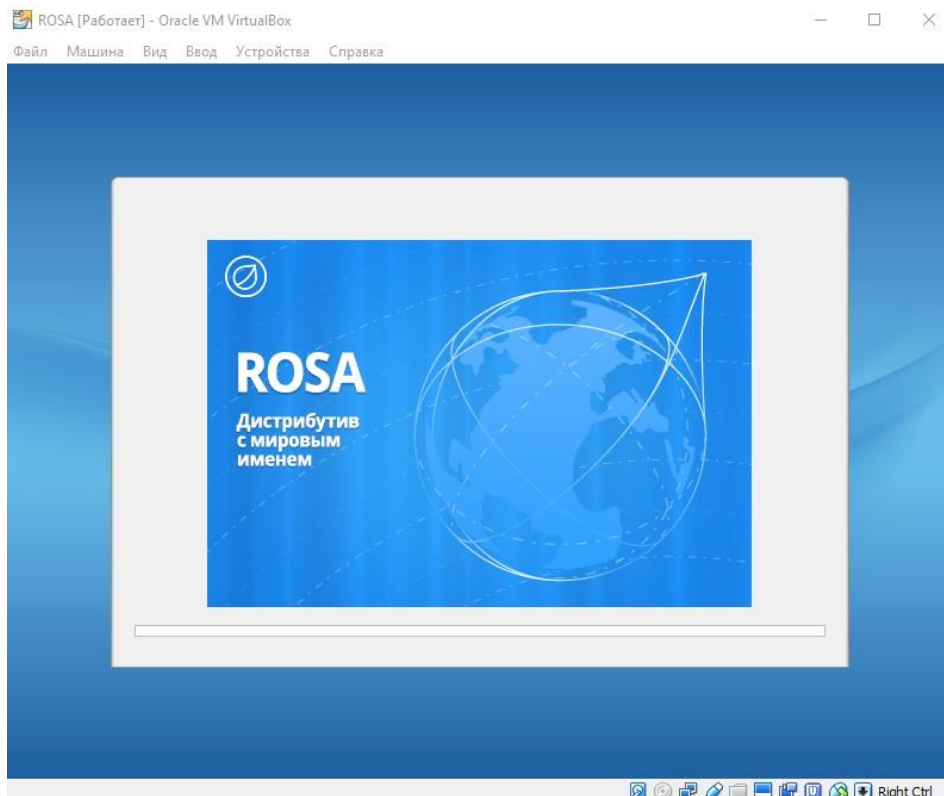 ROSA [Работает] - Oracle VM VirtualBox
Файл Машина Вид Ввод Устройства Справка
ROSA
Дистрибутив
с мировым
именем
Right Ctrl